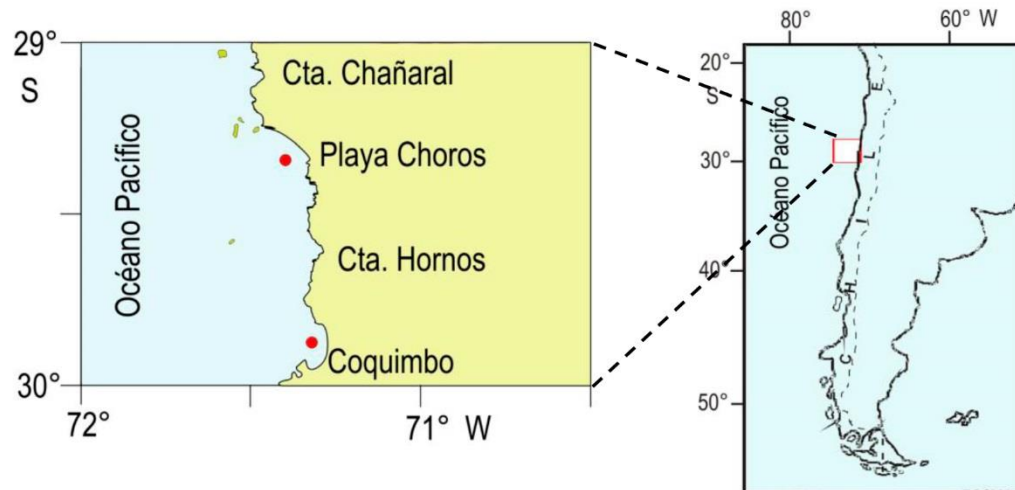 29°
S
Cta. Chañaral
Playa Choros
Cta. Hornos
Coquimbo
Océano Pacífico
30°
72°
71° W
80°
60° W
20°
S
30°
40°
50°
Océano Pacífico
E
L
I
H
C